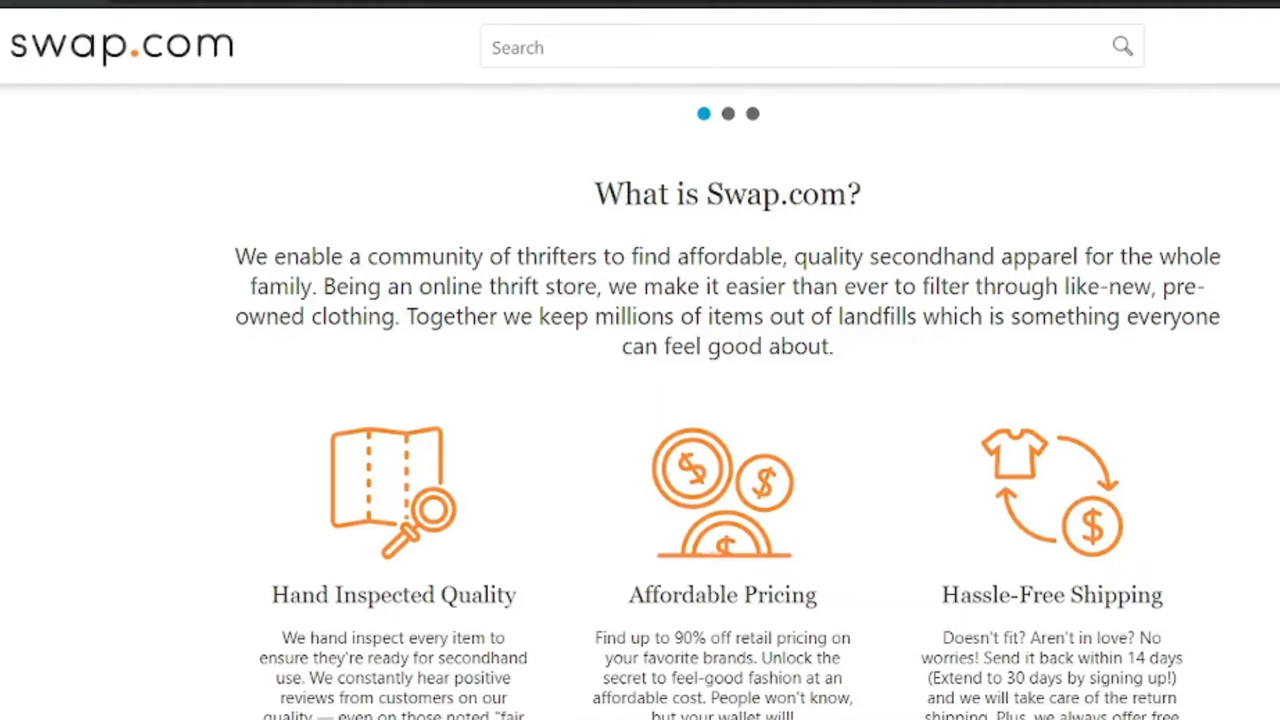 swap.com
Search
What is Swap.com?
We enable a community of thrifters to find affordable, quality secondhand apparel for the whole
family. Being an online thrift store, we make it easier than ever to filter through like-new, pre-
owned clothing. Together we keep millions of items out of landfills which is something everyone
can feel good about.
Hand Inspected Quality
We hand inspect every item to
ensure they're ready for secondhand
use. We constantly hear positive
reviews from customers on our
quality — even on those noted "fair
Affordable Pricing
Find up to 90% off retail pricing on
your favorite brands. Unlock the
secret to feel-good fashion at an
affordable cost. People won't know,
but your wallet will!
Hassle-Free Shipping
Doesn't fit? Aren't in love? No
worries! Send it back within 14 days
(Extend to 30 days by signing up!)
and we will take care of the return
shipping. Plus, we always offer free